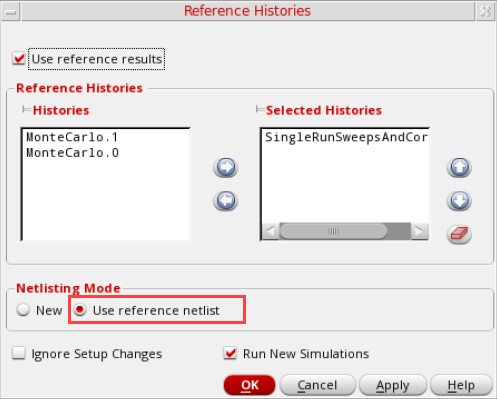 Reference Histories
Use reference results
Reference Histories
Histories
Selected Histories
MonteCarlo.1
MonteCarlo.0
SingleRunSweepsAndCor
Netlisting Mode
New
Use reference netlist
Ignore Setup Changes
Run New Simulations
OK
Cancel
Apply
Help